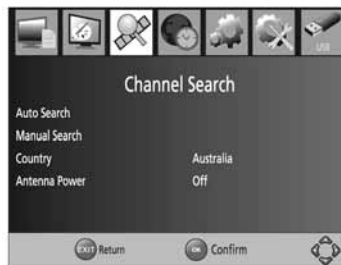 USB
Channel Search
Auto Search
Manual Search
Country Australia
Antenna Power Off
EXIT Return OK Confirm